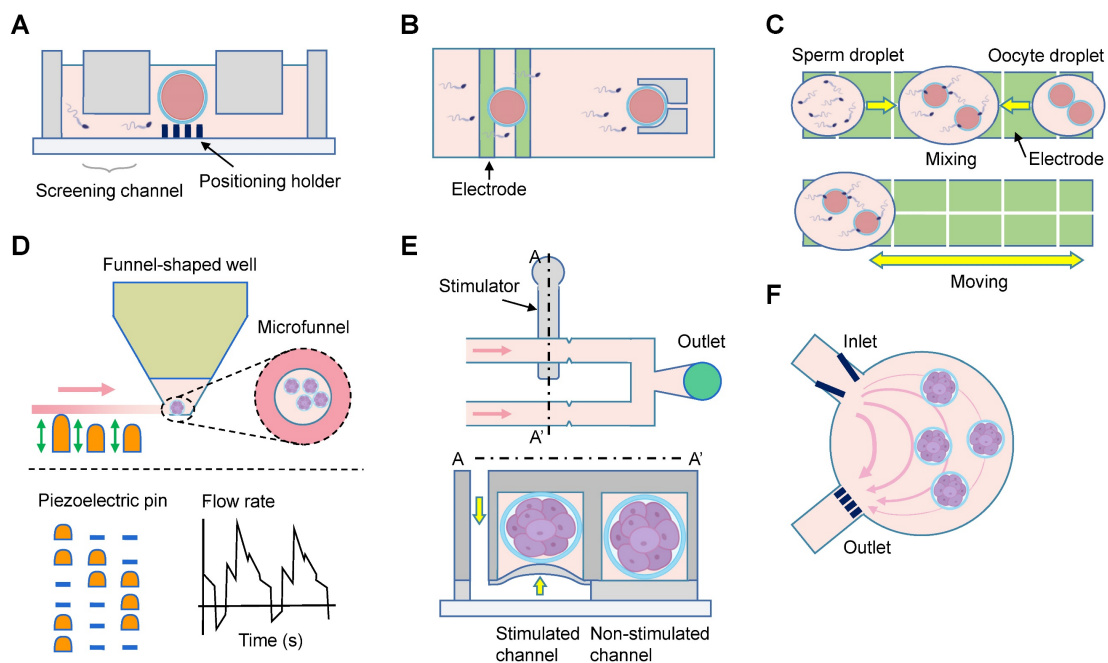 A
Screening channel
Positioning holder
B
Electrode
C
Sperm droplet
Oocyte droplet
Mixing
Electrode
Moving
D
Funnel-shaped well
Microfunnel
Piezoelectric pin
Flow rate
Time (s)
E
A
Stimulator
Outlet
A'
A
A'
Stimulated
channel
Non-stimulated
channel
F
Inlet
Outlet